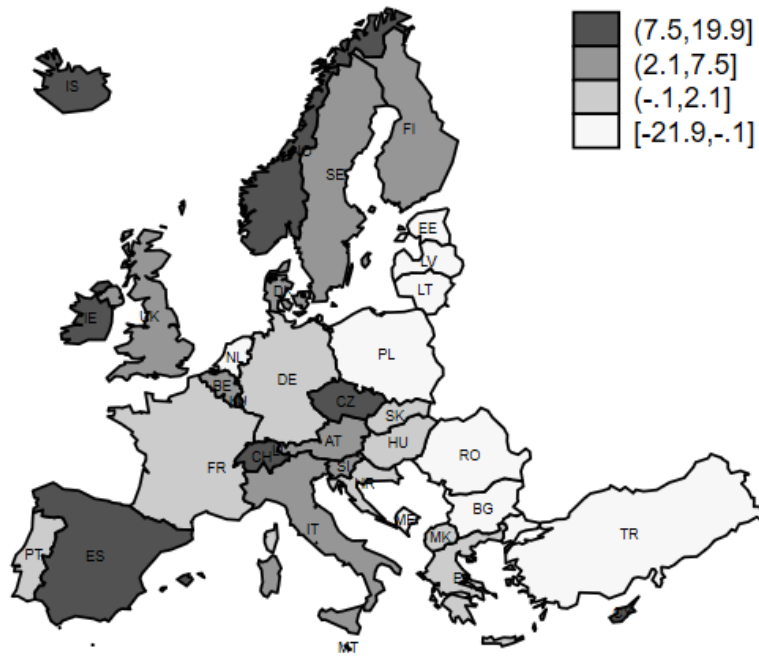 (7.5,19.9]
(2.1,7.5]
(-.1,2.1]
[-21.9,-.1]
IS
FI
SE
EE
LV
LT
DK
IE
UK
NL
PL
BE
DE
CZ
SK
AT
HU
CH
SI
RO
FR
HR
ME
BG
IT
MK
TR
PT
ES
MT